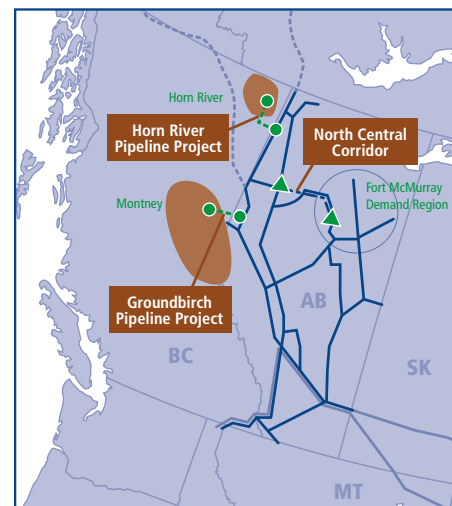 Horn River
Horn River
Pipeline Project
North Central
Corridor
Fort McMurray
Demand Region
Montney
Groundbirch
Pipeline Project
AB
BC
SK
MT